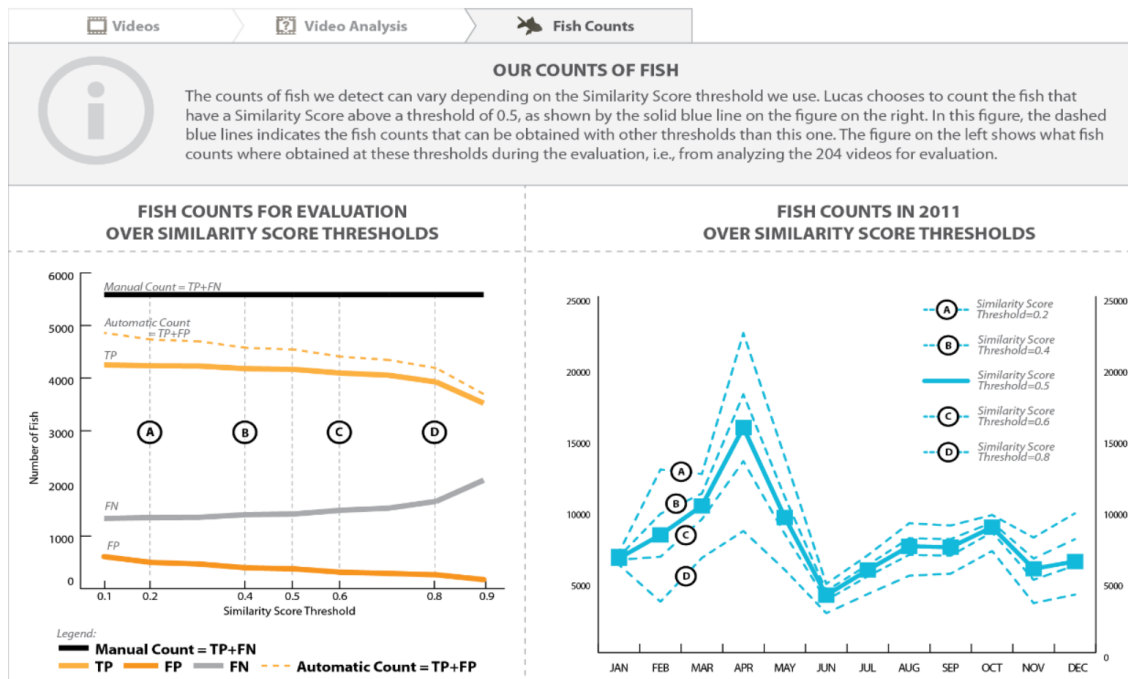 Videos
Video Analysis
Fish Counts
OUR COUNTS OF FISH
The counts of fish we detect can vary depending on the Similarity Score threshold we use. Lucas chooses to count the fish that
have a Similarity Score above a threshold of 0.5, as shown by the solid blue line on the figure on the right. In this figure, the dashed
blue lines indicates the fish counts that can be obtained with other thresholds than this one. The figure on the left shows what fish
counts where obtained at these thresholds during the evaluation, i.e., from analyzing the 204 videos for evaluation.
FISH COUNTS FOR EVALUATION
OVER SIMILARITY SCORE THRESHOLDS
6000
5000
4000
3000
2000
1000
0
Number of Fish
Manual Count = TP+FN
Automatic Count
= TP+FP
TP
A
B
C
D
FN
FP
0.1
0.2
0.4
0.5
0.6
0.8
0.9
Similarity Score Threshold
Legend:
Manual Count = TP+FN
TP
FP
FN
Automatic Count = TP+FP
FISH COUNTS IN 2011
OVER SIMILARITY SCORE THRESHOLDS
25000
20000
15000
10000
5000
A
B
C
D
A
Similarity Score
Threshold=0.2
B
Similarity Score
Threshold=0.4
Similarity Score
Threshold=0.5
C
Similarity Score
Threshold=0.6
D
Similarity Score
Threshold=0.8
25000
20000
15000
10000
5000
0
JAN
FEB
MAR
APR
MAY
JUN
JUL
AUG
SEP
OCT
NOV
DEC